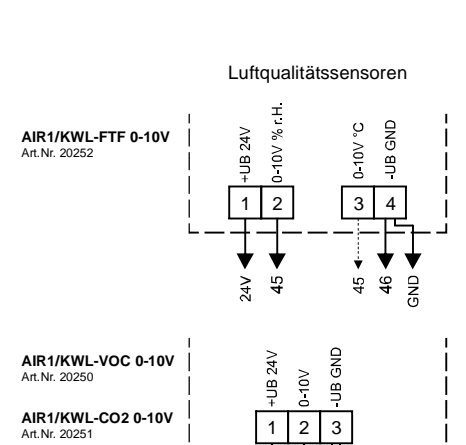 Luftqualitätssensoren
AIR1/KWL-FTF 0-10V
Art.Nr. 20252
+UB 24V
0-10V % r.H.
0-10V °C
-UB GND
1 2 3 4
24V
45
45
46
GND
AIR1/KWL-VOC 0-10V
Art.Nr. 20250
AIR1/KWL-CO2 0-10V
Art.Nr. 20251
+UB 24V
0-10V
-UB GND
1 2 3